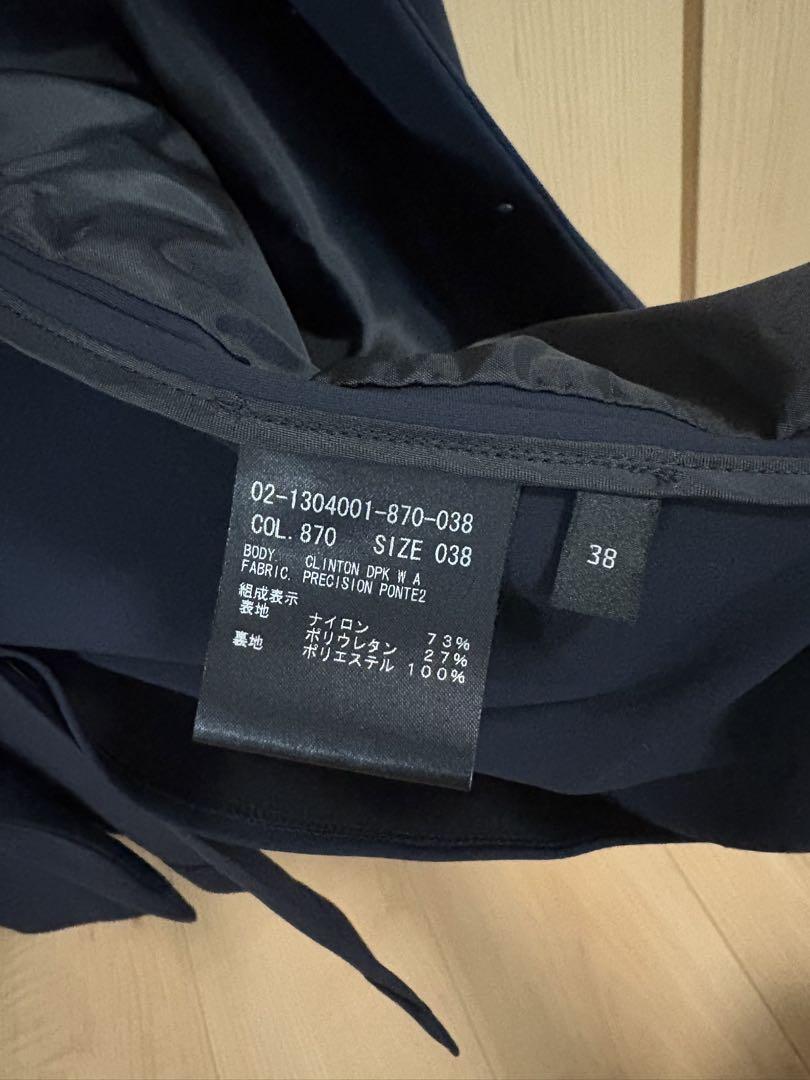 02-1304001-870-038
COL. 870 SIZE 038
BODY. CLINTON DPK W A
FABRIC. PRECISION PONTE2
組成表示
表地 ナイロン 73%
ポリウレタン 27%
裏地 ポリエステル 100%
38